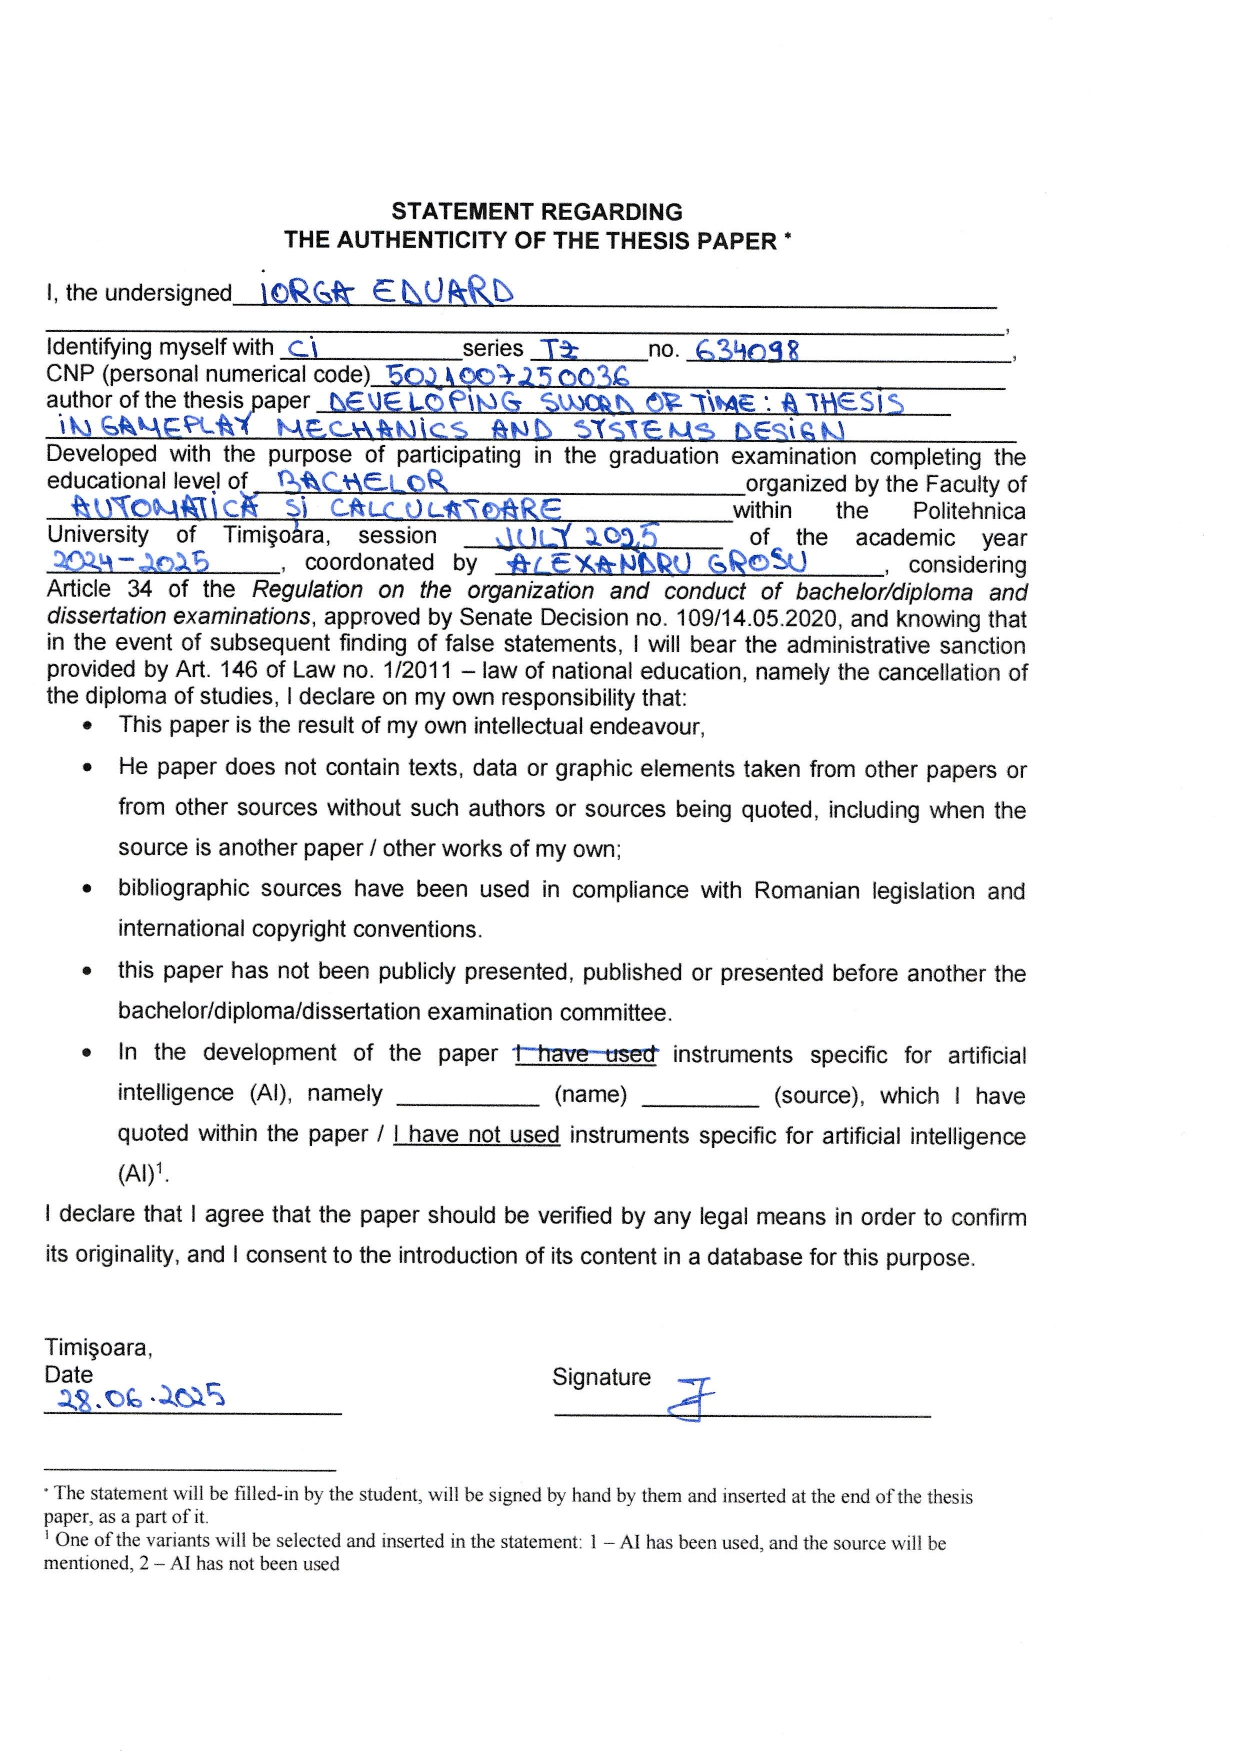 STATEMENT REGARDING
THE AUTHENTICITY OF THE THESIS PAPER *
I, the undersigned IORGA EDUARD
,
Identifying myself with Ci series TZ no. 634098,
CNP (personal numerical code) 5021007250036
author of the thesis paper DEVELOPING SWORD OF TIME: A THESIS
IN GAMEPLAY MECHANICS AND SYSTEMS DESIGN
Developed with the purpose of participating in the graduation examination completing the
educational level of BACHELOR organized by the Faculty of
AUTOMATICĂ SI CALCULATOARE within the Politehnica
University of Timişoara, session JULY 2025 of the academic year
2024-2025, coordonated by ALEXANDRU GROSU, considering
Article 34 of the Regulation on the organization and conduct of bachelor/diploma and
dissertation examinations, approved by Senate Decision no. 109/14.05.2020, and knowing that
in the event of subsequent finding of false statements, I will bear the administrative sanction
provided by Art. 146 of Law no. 1/2011 – law of national education, namely the cancellation of
the diploma of studies, I declare on my own responsibility that:
• This paper is the result of my own intellectual endeavour,
• He paper does not contain texts, data or graphic elements taken from other papers or
from other sources without such authors or sources being quoted, including when the
source is another paper / other works of my own;
• bibliographic sources have been used in compliance with Romanian legislation and
international copyright conventions.
• this paper has not been publicly presented, published or presented before another the
bachelor/diploma/dissertation examination committee.
• In the development of the paper I have used instruments specific for artificial
intelligence (AI), namely __________ (name) __________ (source), which I have
quoted within the paper / I have not used instruments specific for artificial intelligence
(AI)¹.
I declare that I agree that the paper should be verified by any legal means in order to confirm
its originality, and I consent to the introduction of its content in a database for this purpose.
Timişoara,
Date
28.06.2025
Signature
* The statement will be filled-in by the student, will be signed by hand by them and inserted at the end of the thesis
paper, as a part of it.
¹ One of the variants will be selected and inserted in the statement: 1 – AI has been used, and the source will be
mentioned, 2 – AI has not been used